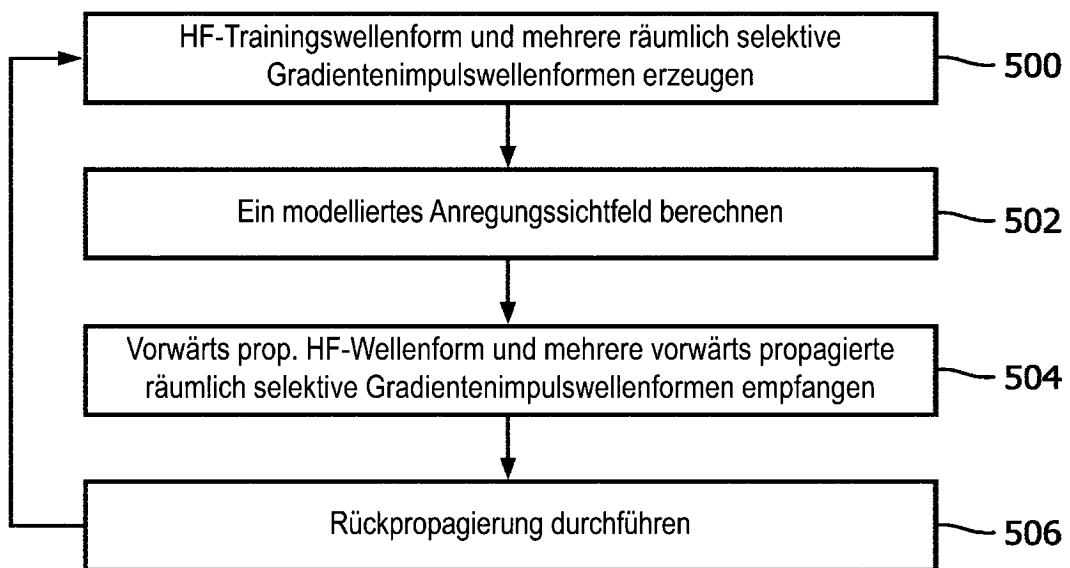 HF-Trainingswellenform und mehrere räumlich selektive
Gradientenimpulswellenformen erzeugen
500
Ein modelliertes Anregungssichtfeld berechnen
502
Vorwärts prop. HF-Wellenform und mehrere vorwärts propagierte
räumlich selektive Gradientenimpulswellenformen empfangen
504
Rückpropagierung durchführen
506